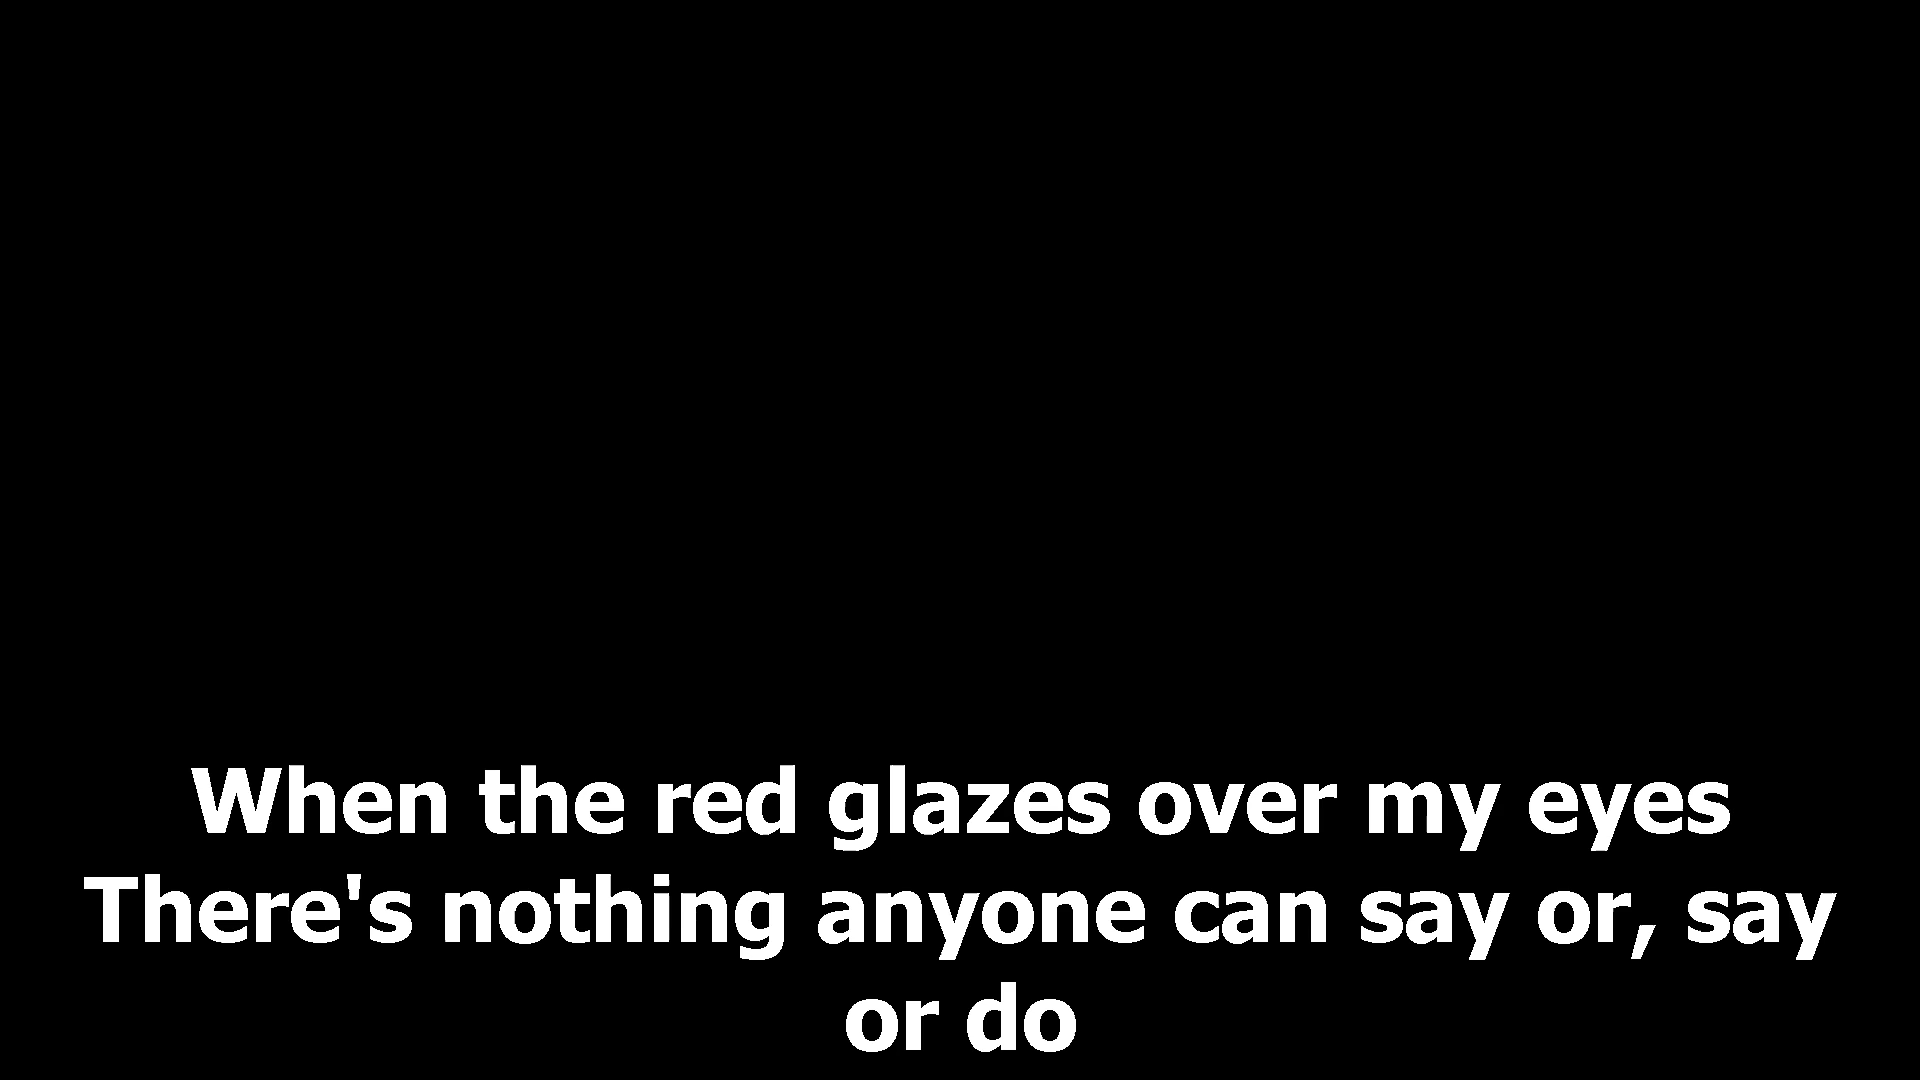 When the red glazes over my eyes
There's nothing anyone can say or, say
or do